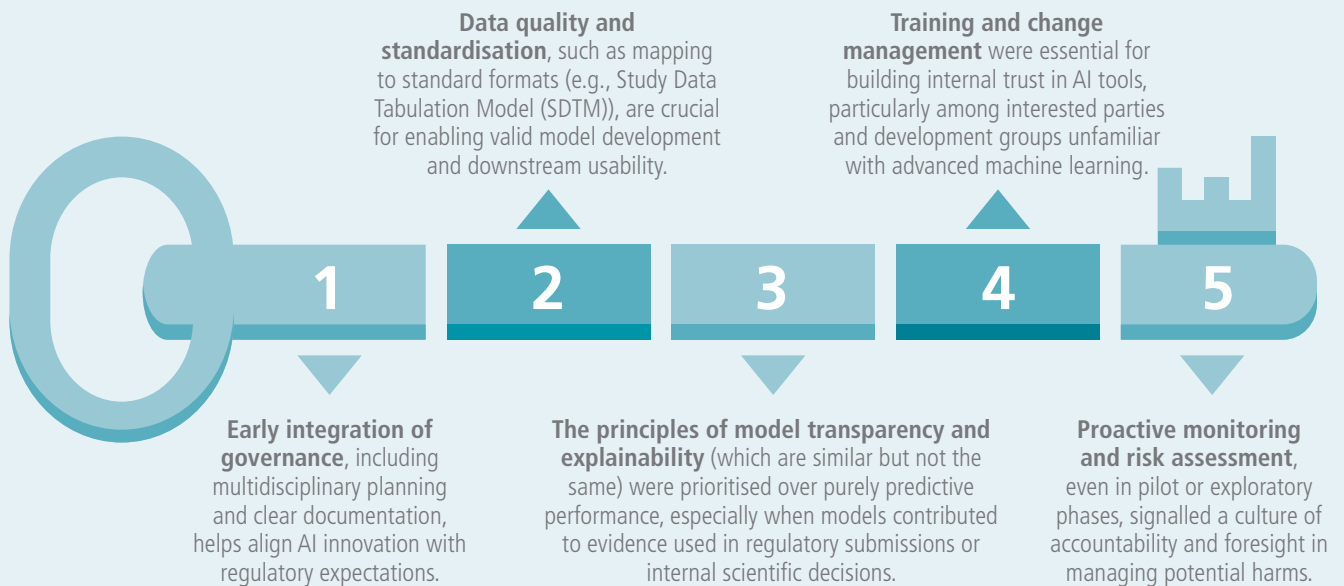 1
Early integration of
governance, including
multidisciplinary planning
and clear documentation,
helps align AI innovation with
regulatory expectations.
2
Data quality and
standardisation, such as mapping
to standard formats (e.g., Study Data
Tabulation Model (SDTM)), are crucial
for enabling valid model development
and downstream usability.
3
The principles of model transparency and
explainability (which are similar but not the
same) were prioritised over purely predictive
performance, especially when models contributed
to evidence used in regulatory submissions or
internal scientific decisions.
4
Training and change
management were essential for
building internal trust in AI tools,
particularly among interested parties
and development groups unfamiliar
with advanced machine learning.
5
Proactive monitoring
and risk assessment,
even in pilot or exploratory
phases, signalled a culture of
accountability and foresight in
managing potential harms.